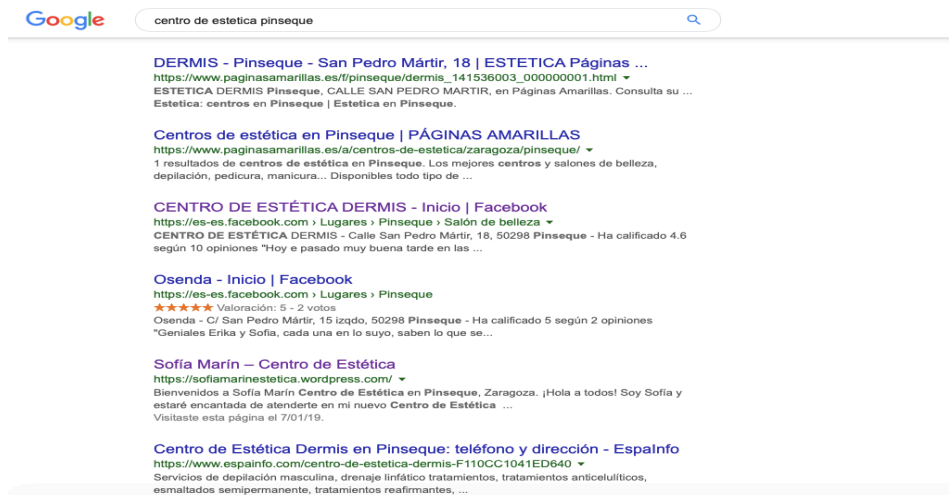 Google
centro de estetica pinseque
DERMIS - Pinseque - San Pedro Mártir, 18 | ESTETICA Páginas ...
https://www.paginasamarillas.es/f/pinseque/dermis_141536003_000000001.html
ESTETICA DERMIS Pinseque, CALLE SAN PEDRO MARTIR, en Páginas Amarillas. Consulta su ...
Estetica: centros en Pinseque | Estetica en Pinseque.
Centros de estética en Pinseque | PÁGINAS AMARILLAS
https://www.paginasamarillas.es/a/centros-de-estetica/zaragoza/pinseque/
1 resultados de centros de estética en Pinseque. Los mejores centros y salones de belleza,
depilación, pedicura, manicura... Disponibles todo tipo de ...
CENTRO DE ESTÉTICA DERMIS - Inicio | Facebook
https://es-es.facebook.com › Lugares › Pinseque › Salón de belleza
CENTRO DE ESTÉTICA DERMIS - Calle San Pedro Mártir, 18, 50298 Pinseque - Ha calificado 4.6
según 10 opiniones "Hoy e pasado muy buena tarde en las ...
Osenda - Inicio | Facebook
https://es-es.facebook.com › Lugares › Pinseque
★★★★★ Valoración: 5 - 2 votos
Osenda - C/ San Pedro Mártir, 15 izqdo, 50298 Pinseque - Ha calificado 5 según 2 opiniones
"Geniales Erika y Sofia, cada una en lo suyo, saben lo que se...
Sofía Marín – Centro de Estética
https://sofiamarinestetica.wordpress.com/
Bienvenidos a Sofía Marín Centro de Estética en Pinseque, Zaragoza. ¡Hola a todos! Soy Sofía y
estaré encantada de atenderte en mi nuevo Centro de Estética ...
Visitaste esta página el 7/01/19.
Centro de Estética Dermis en Pinseque: teléfono y dirección - EspaInfo
https://www.espainfo.com/centro-de-estetica-dermis-F110CC1041ED640
Servicios de depilación masculina, drenaje linfático tratamientos, tratamientos anticelulíticos,
esmaltados semipermanente, tratamientos reafirmantes, ...